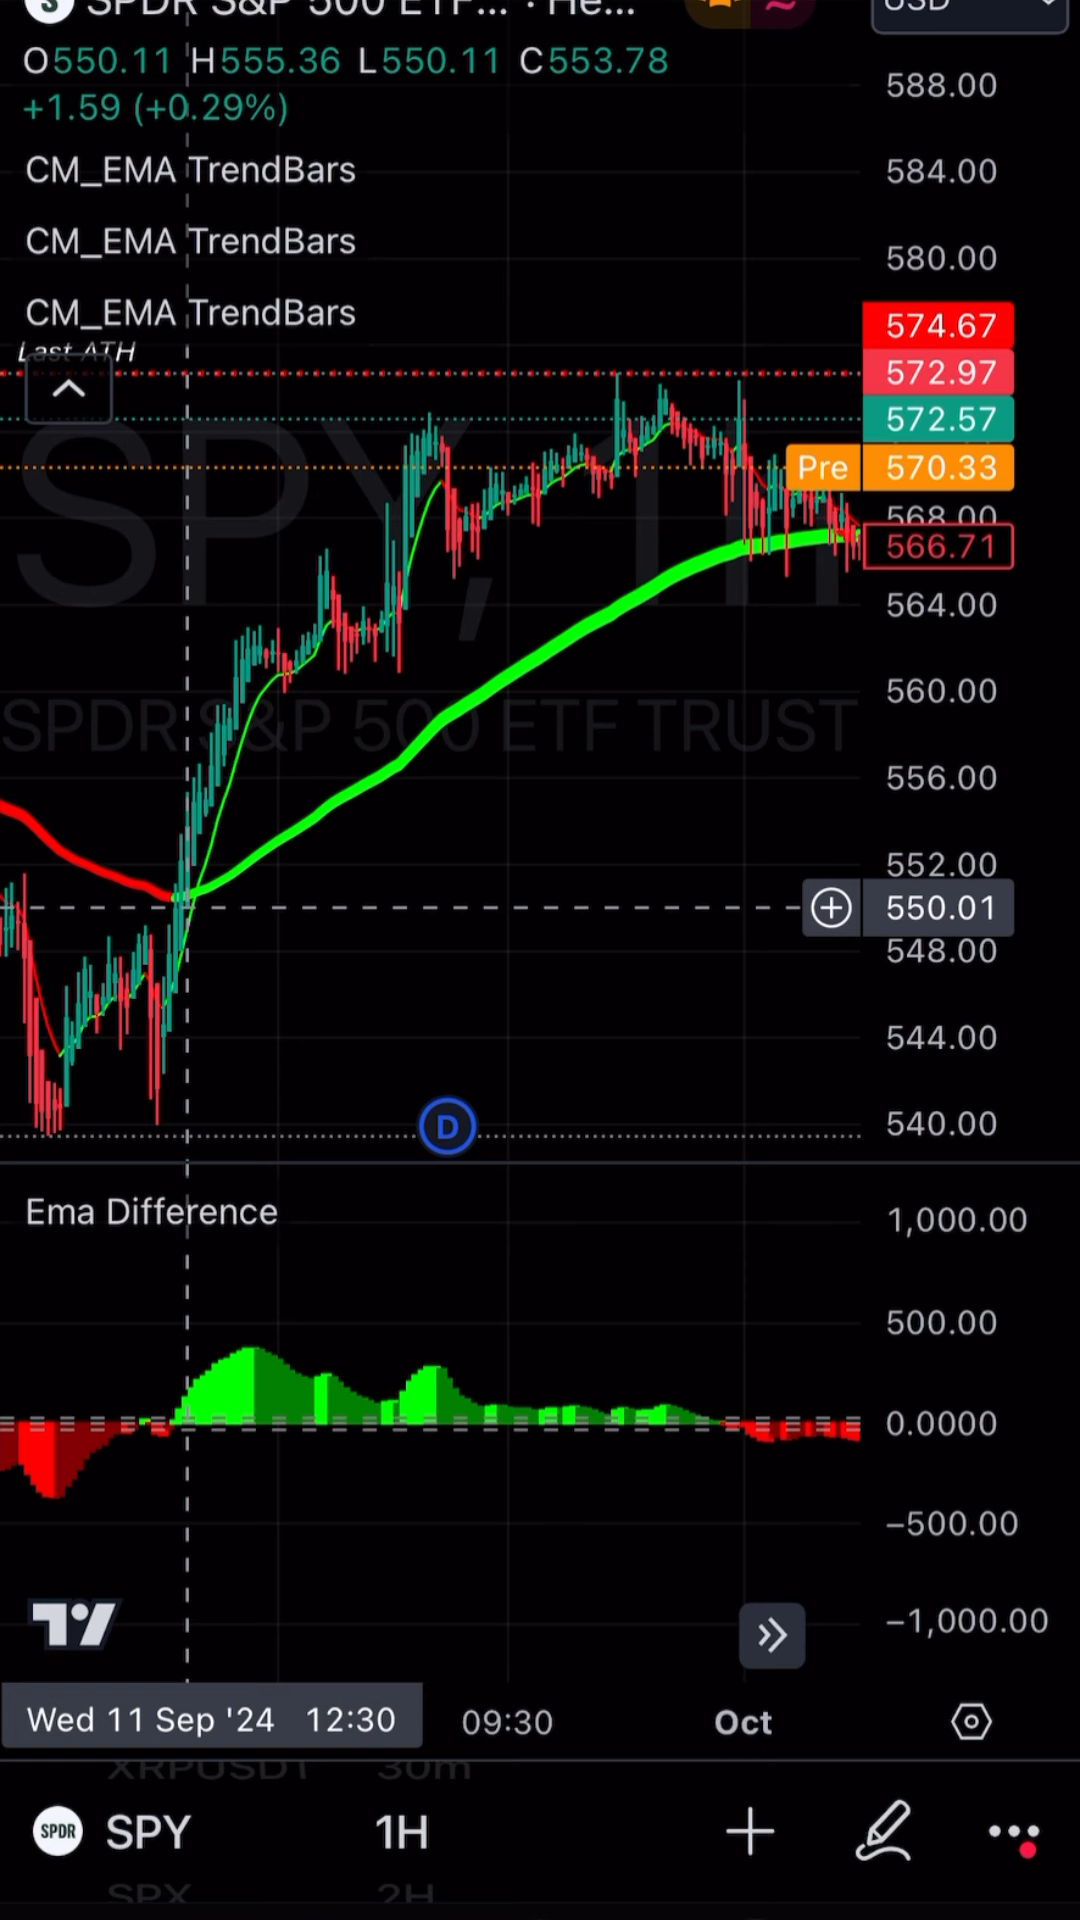 SPDR S&P 500 ETF... · He...
USD
O550.11 H555.36 L550.11 C553.78
+1.59 (+0.29%)
CM_EMA TrendBars
CM_EMA TrendBars
CM_EMA TrendBars
Last ATH
588.00
584.00
580.00
574.67
572.97
572.57
Pre 570.33
568.00
566.71
564.00
560.00
556.00
552.00
550.01
548.00
544.00
540.00
SPY, 1H
SPDR S&P 500 ETF TRUST
D
Ema Difference
1,000.00
500.00
0.0000
−500.00
−1,000.00
Wed 11 Sep '24 12:30
09:30
Oct
XRPUSDT 30m
SPDR SPY 1H
SPX 2H